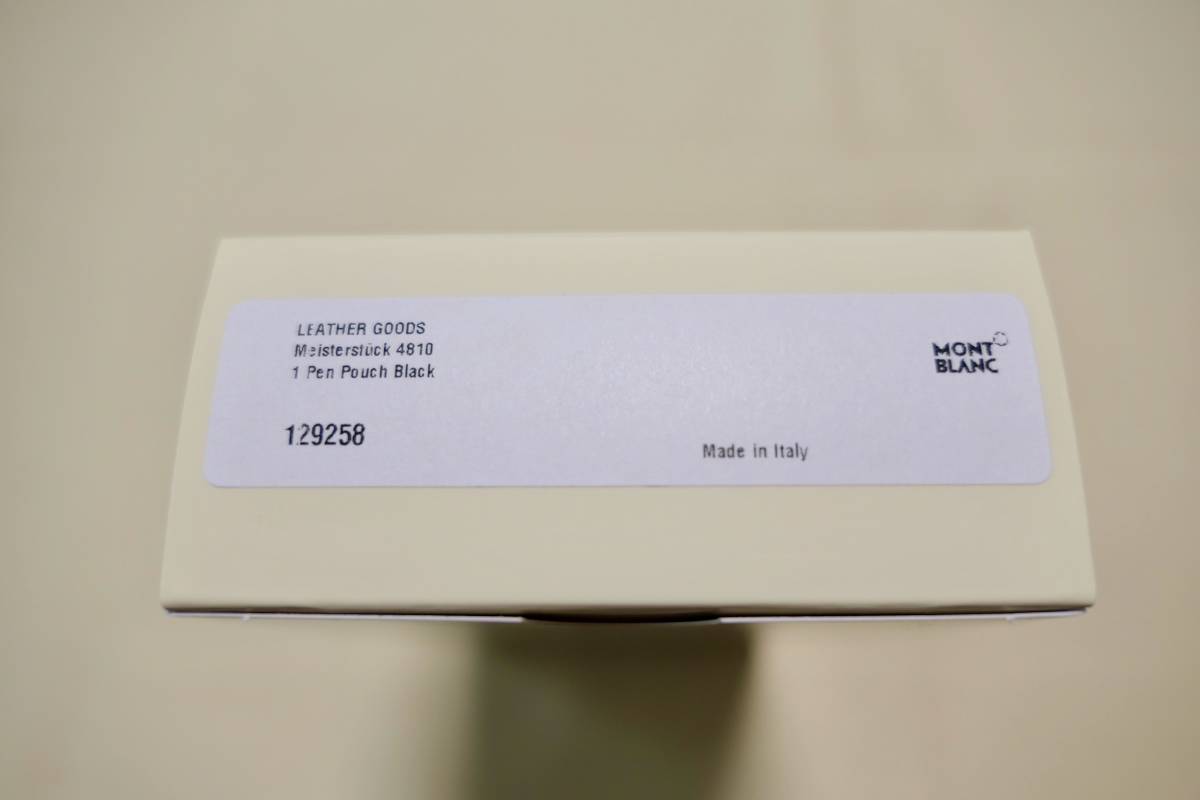 LEATHER GOODS
Meisterstück 4810
1 Pen Pouch Black
129258
Made in Italy
MONT
BLANC